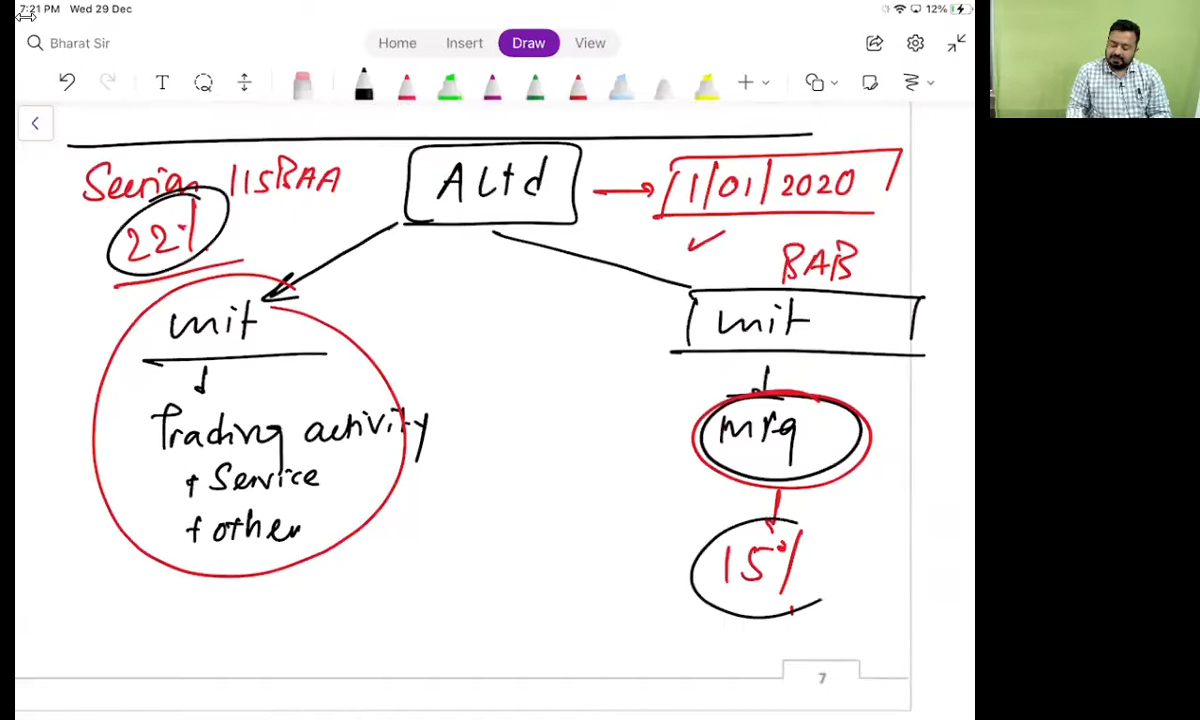 7:21 PM Wed 29 Dec
12%
Bharat Sir
Home Insert Draw View
T
Section 115BAA
A Ltd
1/01/2020
22%
BAB
unit
unit
Trading activity
+ Service
+ other
mfg
15%
7